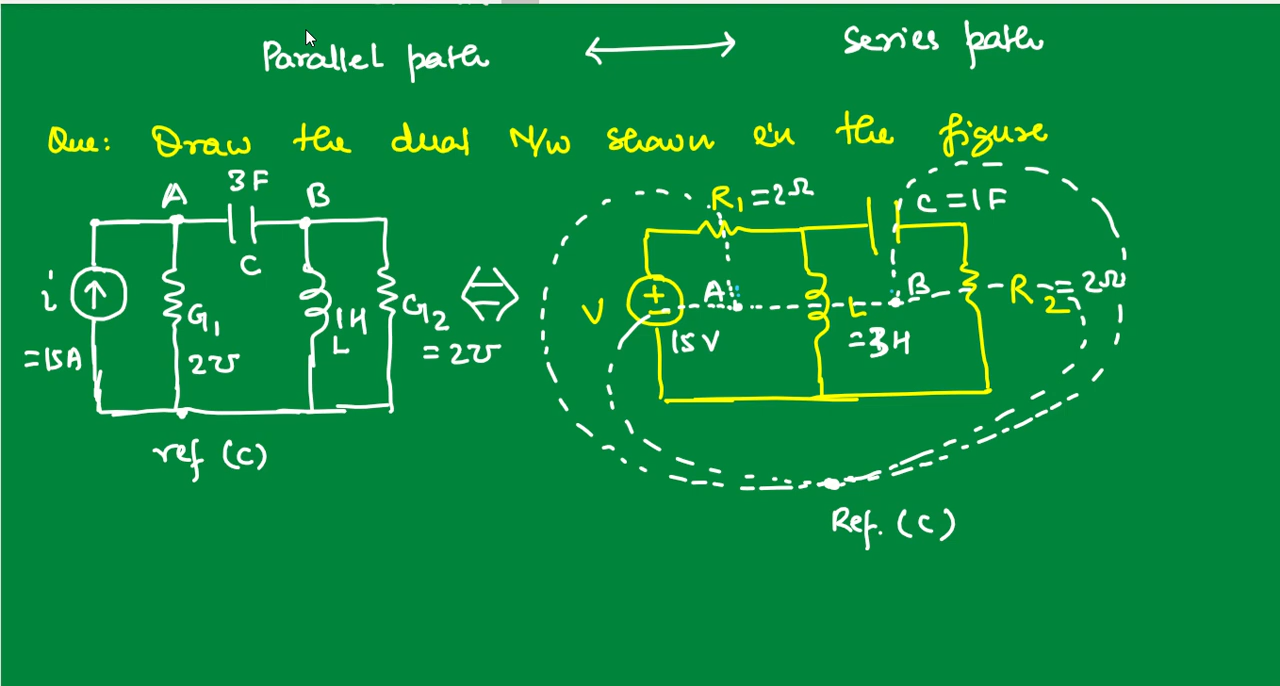 Parallel path ⟷ Series path
Que: Draw the dual N/w shown in the figure
A 3F B
C
i
=15A
G₁
2℧
1H
L
G₂
= 2℧
ref (C)
⇔
R₁ = 2Ω
C = 1F
V
+
−
15V
A
L
= 3H
B
R₂ = 2Ω
Ref. (C)